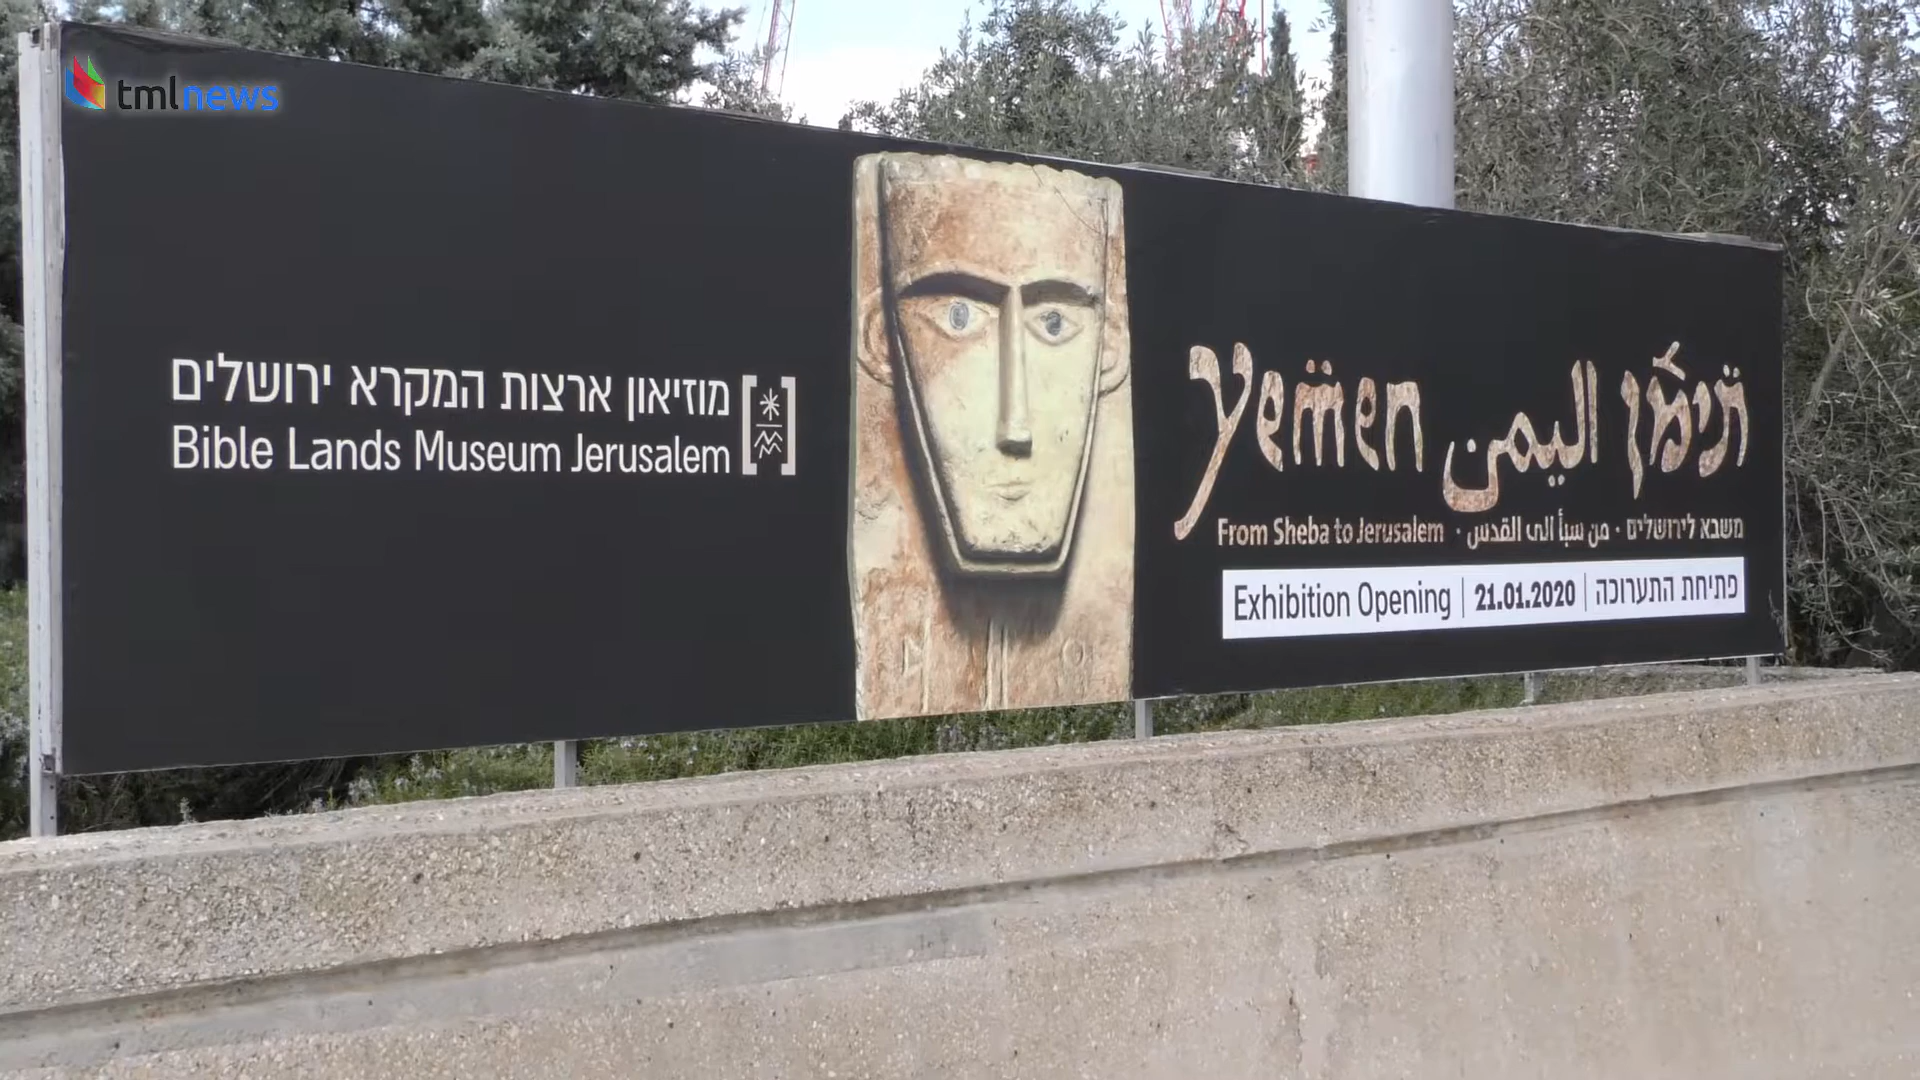 tmlnews
מוזיאון ארצות המקרא ירושלים
Bible Lands Museum Jerusalem
Yemen اليمن תימן
From Sheba to Jerusalem · من سبأ الى القدس · משבא לירושלים
Exhibition Opening | 21.01.2020 | פתיחת התערוכה